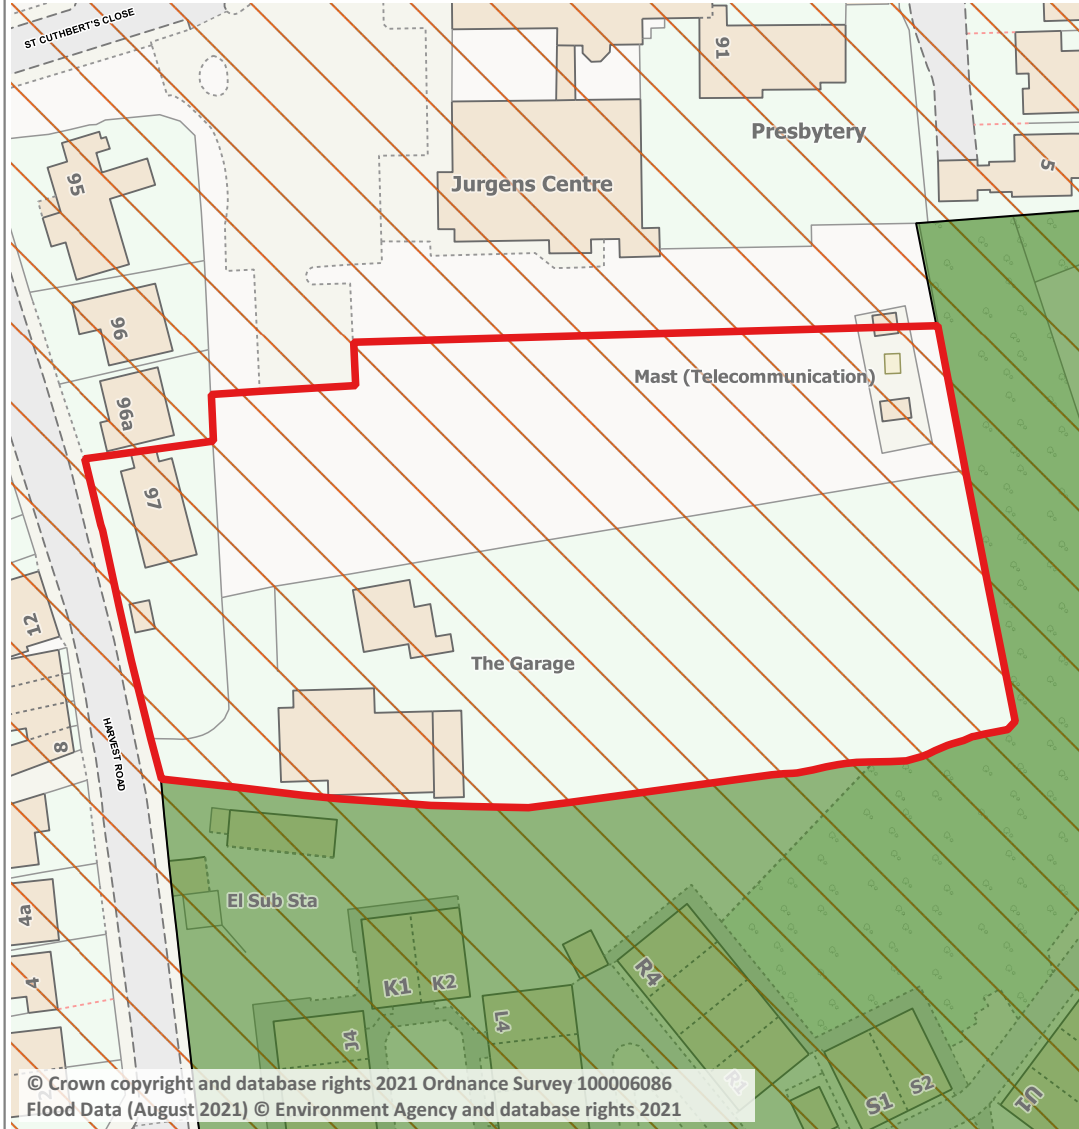 ST CUTHBERT'S CLOSE
91
Presbytery
5
Jurgens Centre
95
96
Mast (Telecommunication)
96a
97
12
The Garage
8
HARVEST ROAD
El Sub Sta
4a
K1
K2
R4
4
L4
J4
R1
S2
S1
U1
© Crown copyright and database rights 2021 Ordnance Survey 100006086
Flood Data (August 2021) © Environment Agency and database rights 2021